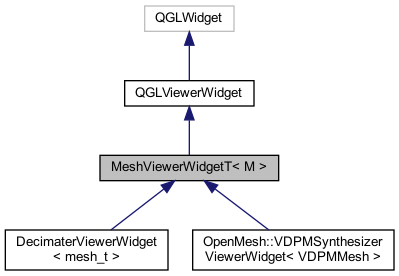 QGLWidget
QGLViewerWidget
MeshViewerWidgetT< M >
DecimaterViewerWidget
< mesh_t >
OpenMesh::VDPMSynthesizer
ViewerWidget< VDPMMesh >